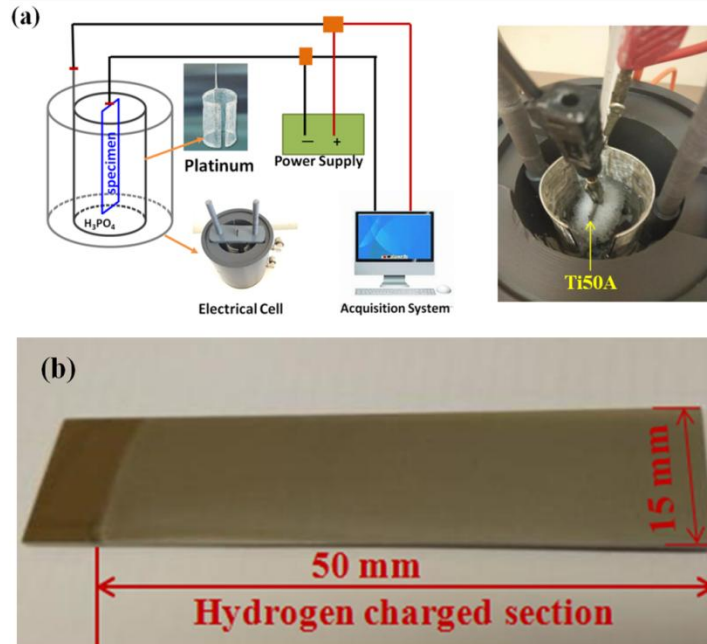 (a)
specimen
H₃PO₄
Platinum
Electrical Cell
— +
Power Supply
Acquisition System
Ti50A
(b)
15 mm
50 mm
Hydrogen charged section